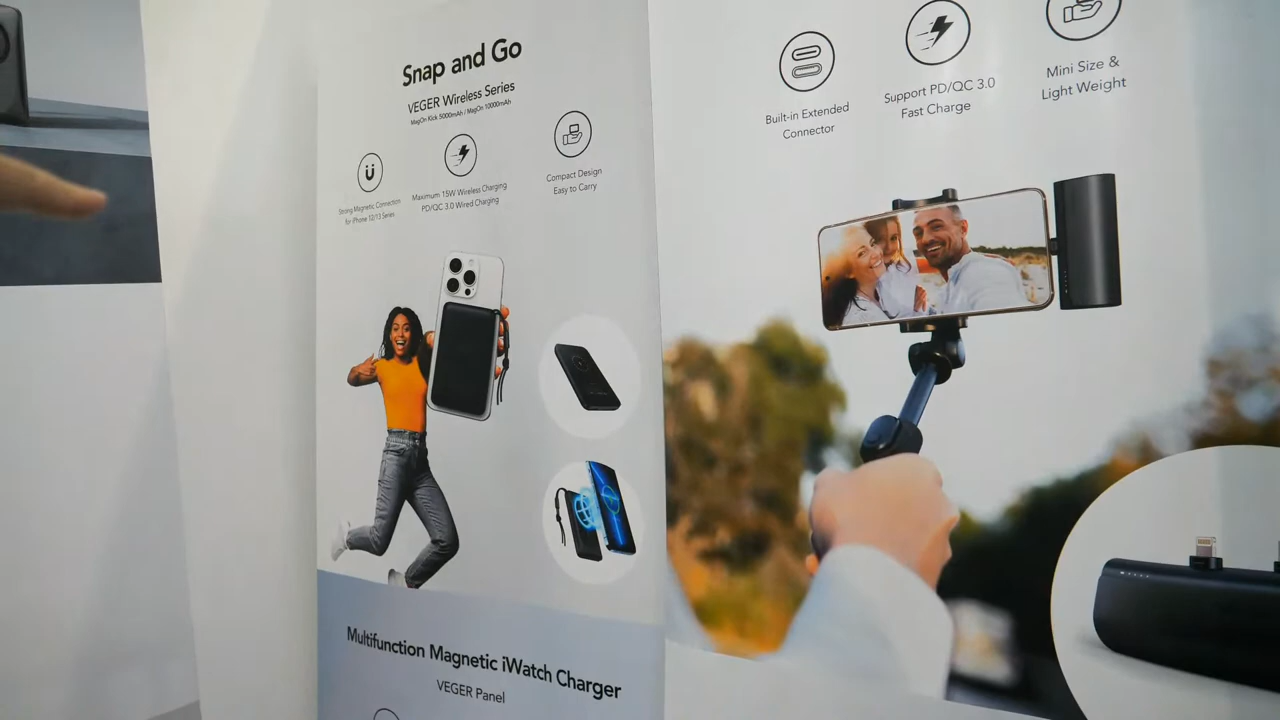 Snap and Go
VEGER Wireless Series
MagOn Kick 5000mAh / MagOn 10000mAh
Strong Magnetic Connection
for iPhone 12/13 Series
Maximum 15W Wireless Charging
PD/QC 3.0 Wired Charging
Compact Design
Easy to Carry
Multifunction Magnetic iWatch Charger
VEGER Panel
Built-in Extended
Connector
Support PD/QC 3.0
Fast Charge
Mini Size &
Light Weight